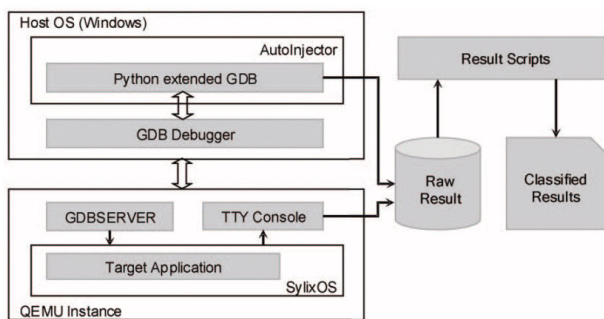 Host OS (Windows)
AutoInjector
Python extended GDB
GDB Debugger
GDBSERVER
TTY Console
Target Application
SylixOS
QEMU Instance
Result Scripts
Raw
Result
Classified
Results